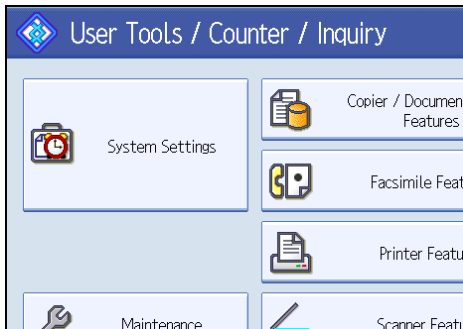 User Tools / Counter / Inquiry
System Settings
Copier / Documen
Features
Facsimile Feat
Printer Featu
Maintenance
Scanner Featu